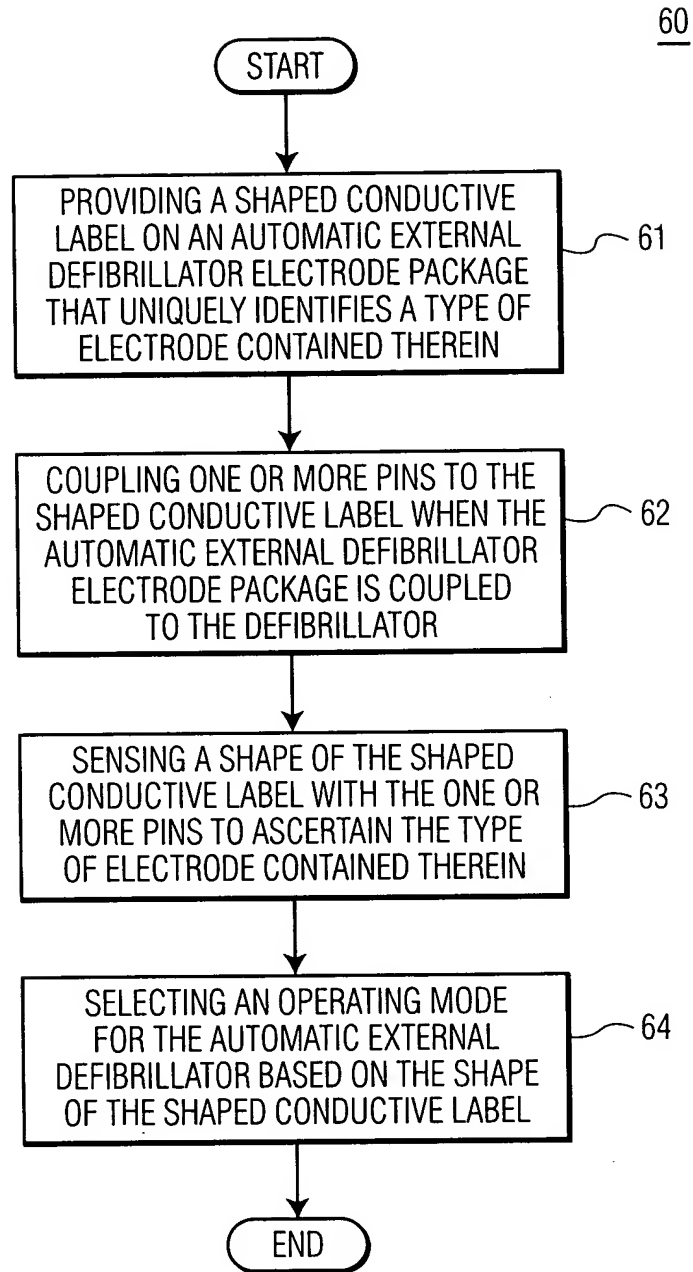 60
START
PROVIDING A SHAPED CONDUCTIVE
LABEL ON AN AUTOMATIC EXTERNAL
DEFIBRILLATOR ELECTRODE PACKAGE
THAT UNIQUELY IDENTIFIES A TYPE OF
ELECTRODE CONTAINED THEREIN
61
COUPLING ONE OR MORE PINS TO THE
SHAPED CONDUCTIVE LABEL WHEN THE
AUTOMATIC EXTERNAL DEFIBRILLATOR
ELECTRODE PACKAGE IS COUPLED
TO THE DEFIBRILLATOR
62
SENSING A SHAPE OF THE SHAPED
CONDUCTIVE LABEL WITH THE ONE OR
MORE PINS TO ASCERTAIN THE TYPE
OF ELECTRODE CONTAINED THEREIN
63
SELECTING AN OPERATING MODE
FOR THE AUTOMATIC EXTERNAL
DEFIBRILLATOR BASED ON THE SHAPE
OF THE SHAPED CONDUCTIVE LABEL
64
END